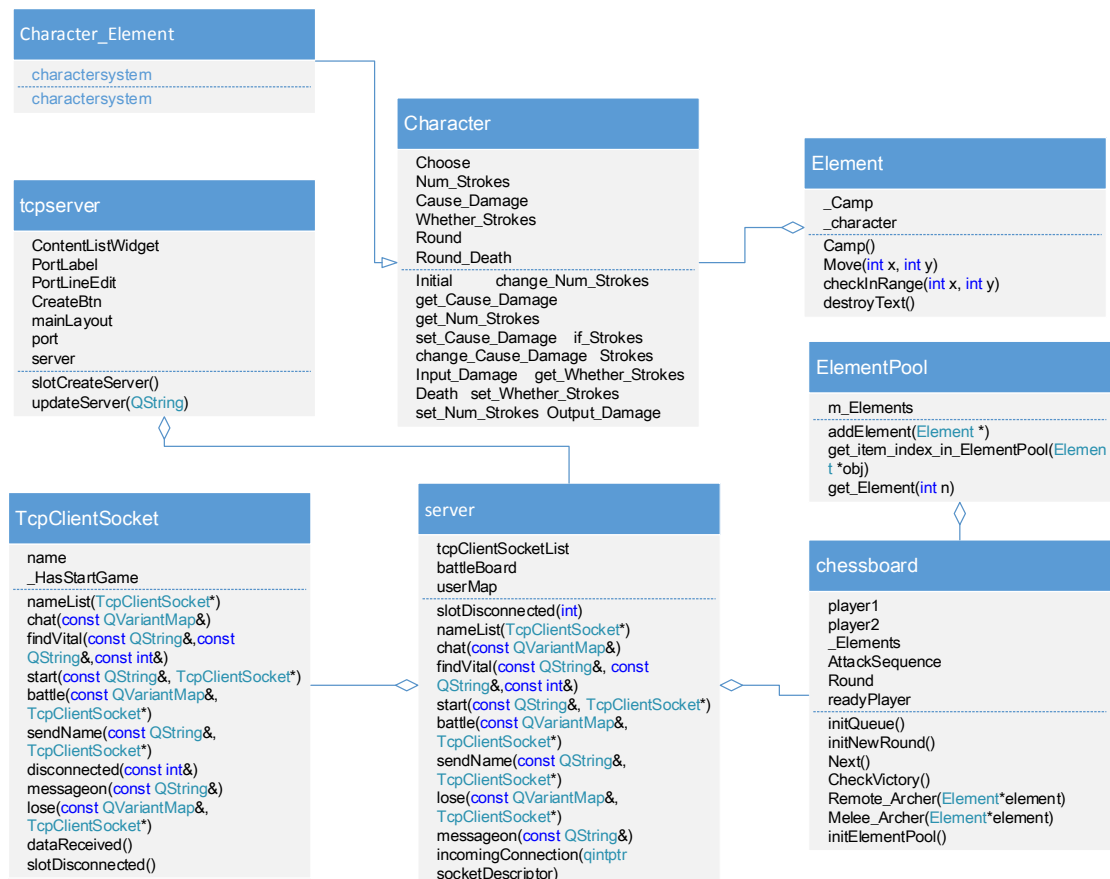 Character_Element
charactersystem
charactersystem
Character
Choose
Num_Strokes
Cause_Damage
Whether_Strokes
Round
Round_Death
Initial change_Num_Strokes
get_Cause_Damage
get_Num_Strokes
set_Cause_Damage if_Strokes
change_Cause_Damage Strokes
Input_Damage get_Whether_Strokes
Death set_Whether_Strokes
set_Num_Strokes Output_Damage
Element
_Camp
_character
Camp()
Move(int x, int y)
checkInRange(int x, int y)
destroyText()
tcpserver
ContentListWidget
PortLabel
PortLineEdit
CreateBtn
mainLayout
port
server
slotCreateServer()
updateServer(QString)
ElementPool
m_Elements
addElement(Element *)
get_item_index_in_ElementPool(Elemen
t *obj)
get_Element(int n)
TcpClientSocket
name
_HasStartGame
nameList(TcpClientSocket*)
chat(const QVariantMap&)
findVital(const QString&,const
QString&,const int&)
start(const QString&, TcpClientSocket*)
battle(const QVariantMap&,
TcpClientSocket*)
sendName(const QString&,
TcpClientSocket*)
disconnected(const int&)
messageon(const QString&)
lose(const QVariantMap&,
TcpClientSocket*)
dataReceived()
slotDisconnected()
server
tcpClientSocketList
battleBoard
userMap
slotDisconnected(int)
nameList(TcpClientSocket*)
chat(const QVariantMap&)
findVital(const QString&, const
QString&,const int&)
start(const QString&, TcpClientSocket*)
battle(const QVariantMap&,
TcpClientSocket*)
sendName(const QString&,
TcpClientSocket*)
lose(const QVariantMap&,
TcpClientSocket*)
messageon(const QString&)
incomingConnection(qintptr
socketDescriptor)
chessboard
player1
player2
_Elements
AttackSequence
Round
readyPlayer
initQueue()
initNewRound()
Next()
CheckVictory()
Remote_Archer(Element*element)
Melee_Archer(Element*element)
initElementPool()